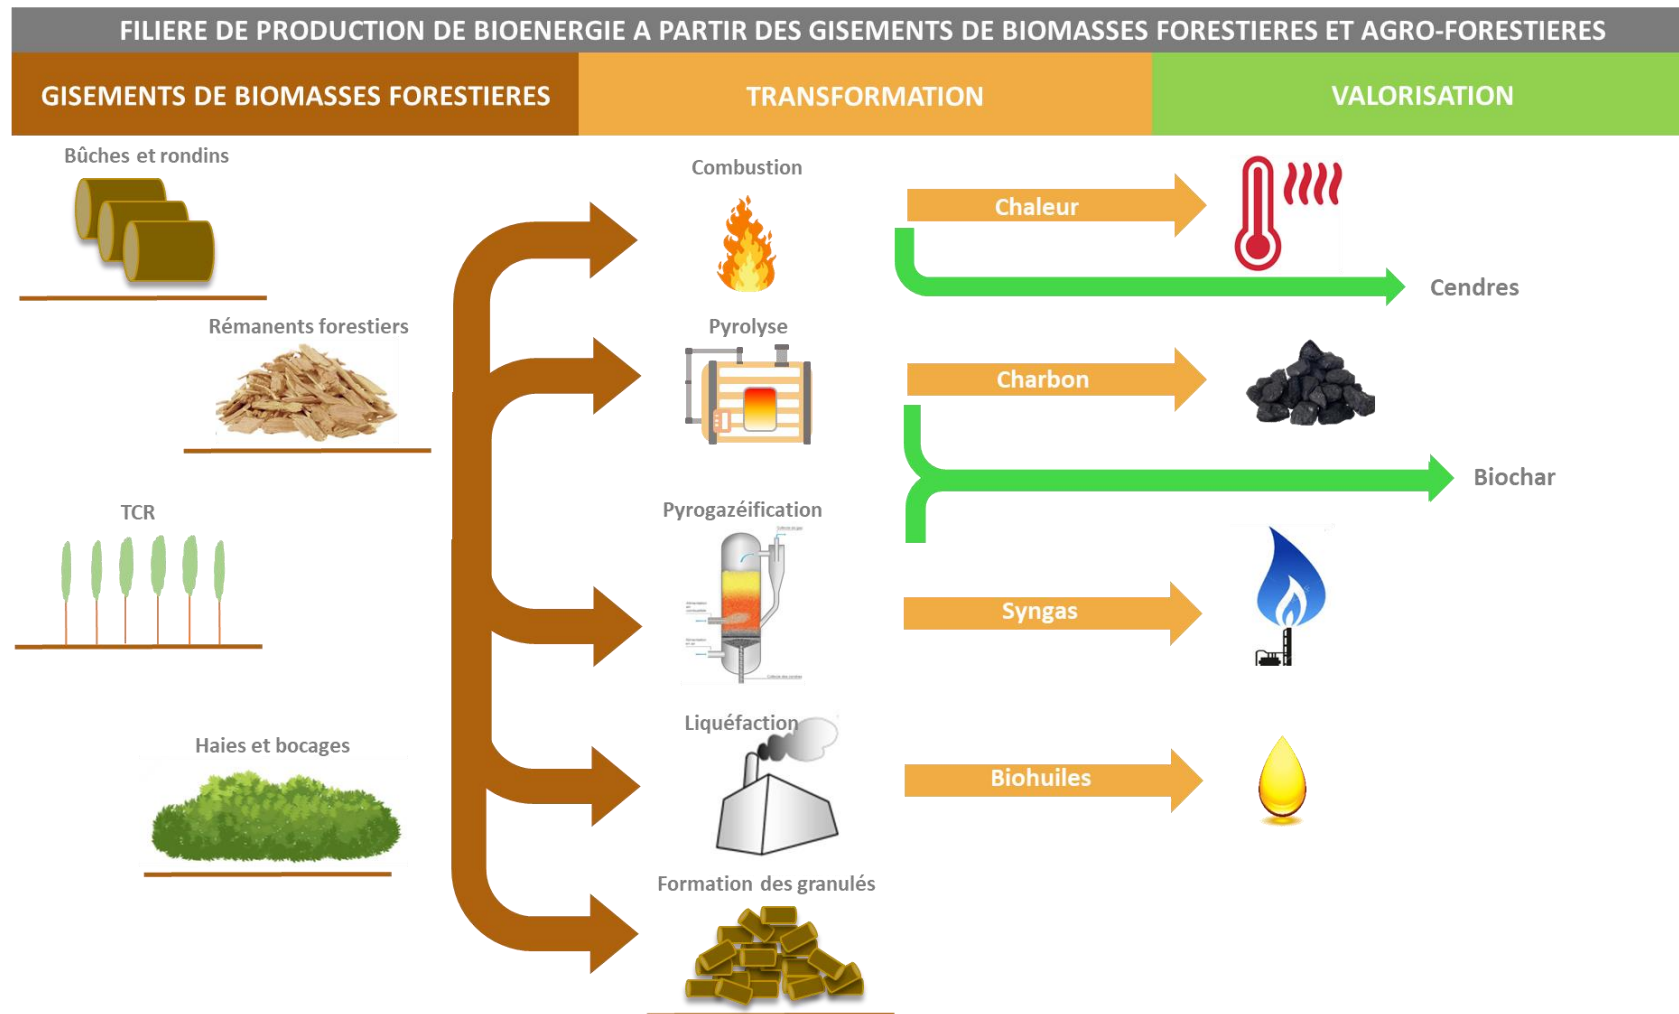 FILIERE DE PRODUCTION DE BIOENERGIE A PARTIR DES GISEMENTS DE BIOMASSES FORESTIERES ET AGRO-FORESTIERES
GISEMENTS DE BIOMASSES FORESTIERES
TRANSFORMATION
VALORISATION
Bûches et rondins
Rémanents forestiers
TCR
Haies et bocages
Combustion
Pyrolyse
Pyrogazéification
Liquéfaction
Formation des granulés
Chaleur
Cendres
Charbon
Biochar
Syngas
Biohuiles